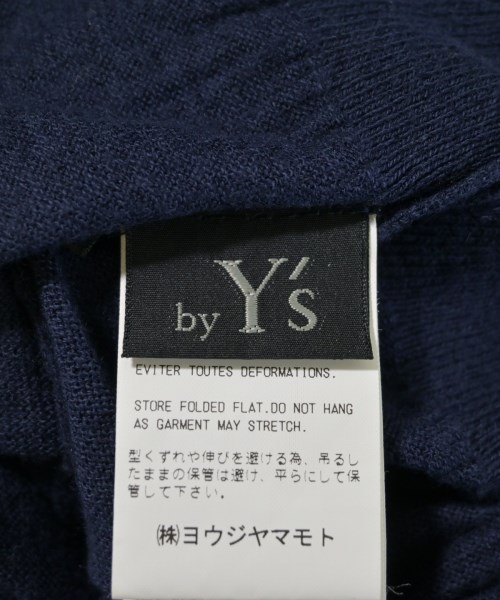 by Y's
EVITER TOUTES DEFORMATIONS.
STORE FOLDED FLAT.DO NOT HANG
AS GARMENT MAY STRETCH.
型くずれや伸びを避ける為、吊るし
たままの保管は避け、平らにして保
管して下さい。
㈱ヨウジヤマモト